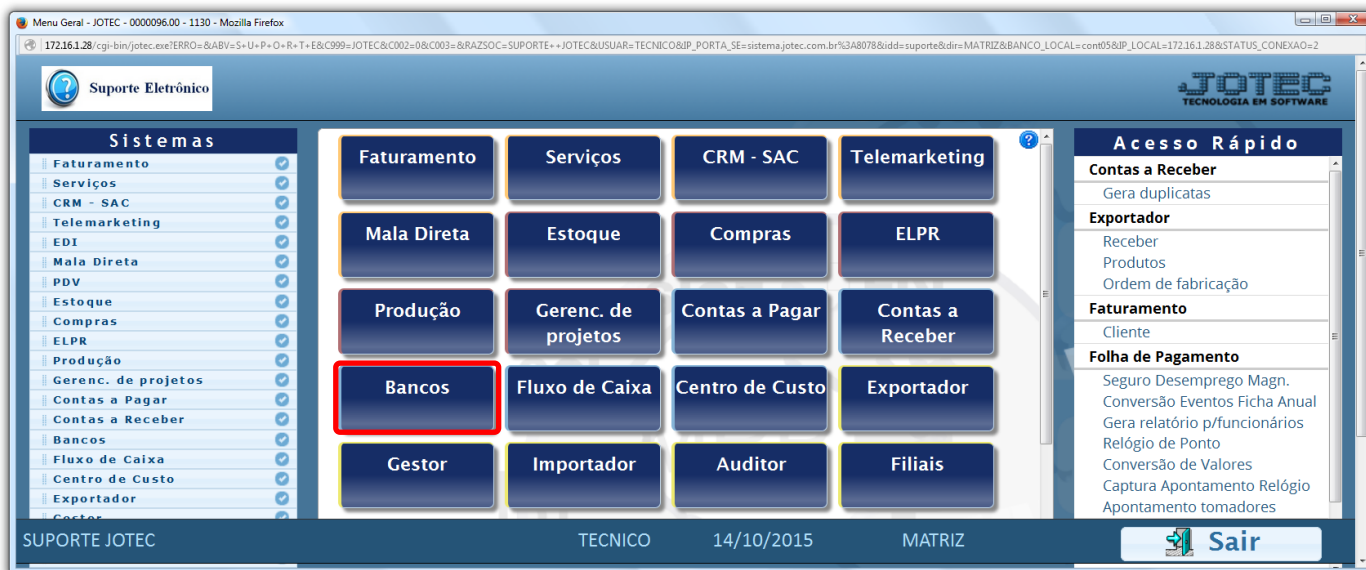 Menu Geral - JOTEC - 0000096.00 - 1130 - Mozilla Firefox
172.16.1.28/cgi-bin/jotec.exe?ERRO=&ABV=S+U+P+O+R+T+E&C999=JOTEC&C002=0&C003=&RAZSOC=SUPORTE++JOTEC&USUAR=TECNICO&IP_PORTA_SE=sistema.jotec.com.br%3A8078&idd=suporte&dir=MATRIZ&BANCO_LOCAL=cont05&IP_LOCAL=172.16.1.28&STATUS_CONEXAO=2
Suporte Eletrônico
JOTEC
TECNOLOGIA EM SOFTWARE
Sistemas
Faturamento
Serviços
CRM - SAC
Telemarketing
EDI
Mala Direta
PDV
Estoque
Compras
ELPR
Produção
Gerenc. de projetos
Contas a Pagar
Contas a Receber
Bancos
Fluxo de Caixa
Centro de Custo
Exportador
Gestor
Faturamento
Serviços
CRM - SAC
Telemarketing
Mala Direta
Estoque
Compras
ELPR
Produção
Gerenc. de
projetos
Contas a Pagar
Contas a
Receber
Bancos
Fluxo de Caixa
Centro de Custo
Exportador
Gestor
Importador
Auditor
Filiais
Acesso Rápido
Contas a Receber
Gera duplicatas
Exportador
Receber
Produtos
Ordem de fabricação
Faturamento
Cliente
Folha de Pagamento
Seguro Desemprego Magn.
Conversão Eventos Ficha Anual
Gera relatório p/funcionários
Relógio de Ponto
Conversão de Valores
Captura Apontamento Relógio
Apontamento tomadores
SUPORTE JOTEC
TECNICO
14/10/2015
MATRIZ
Sair